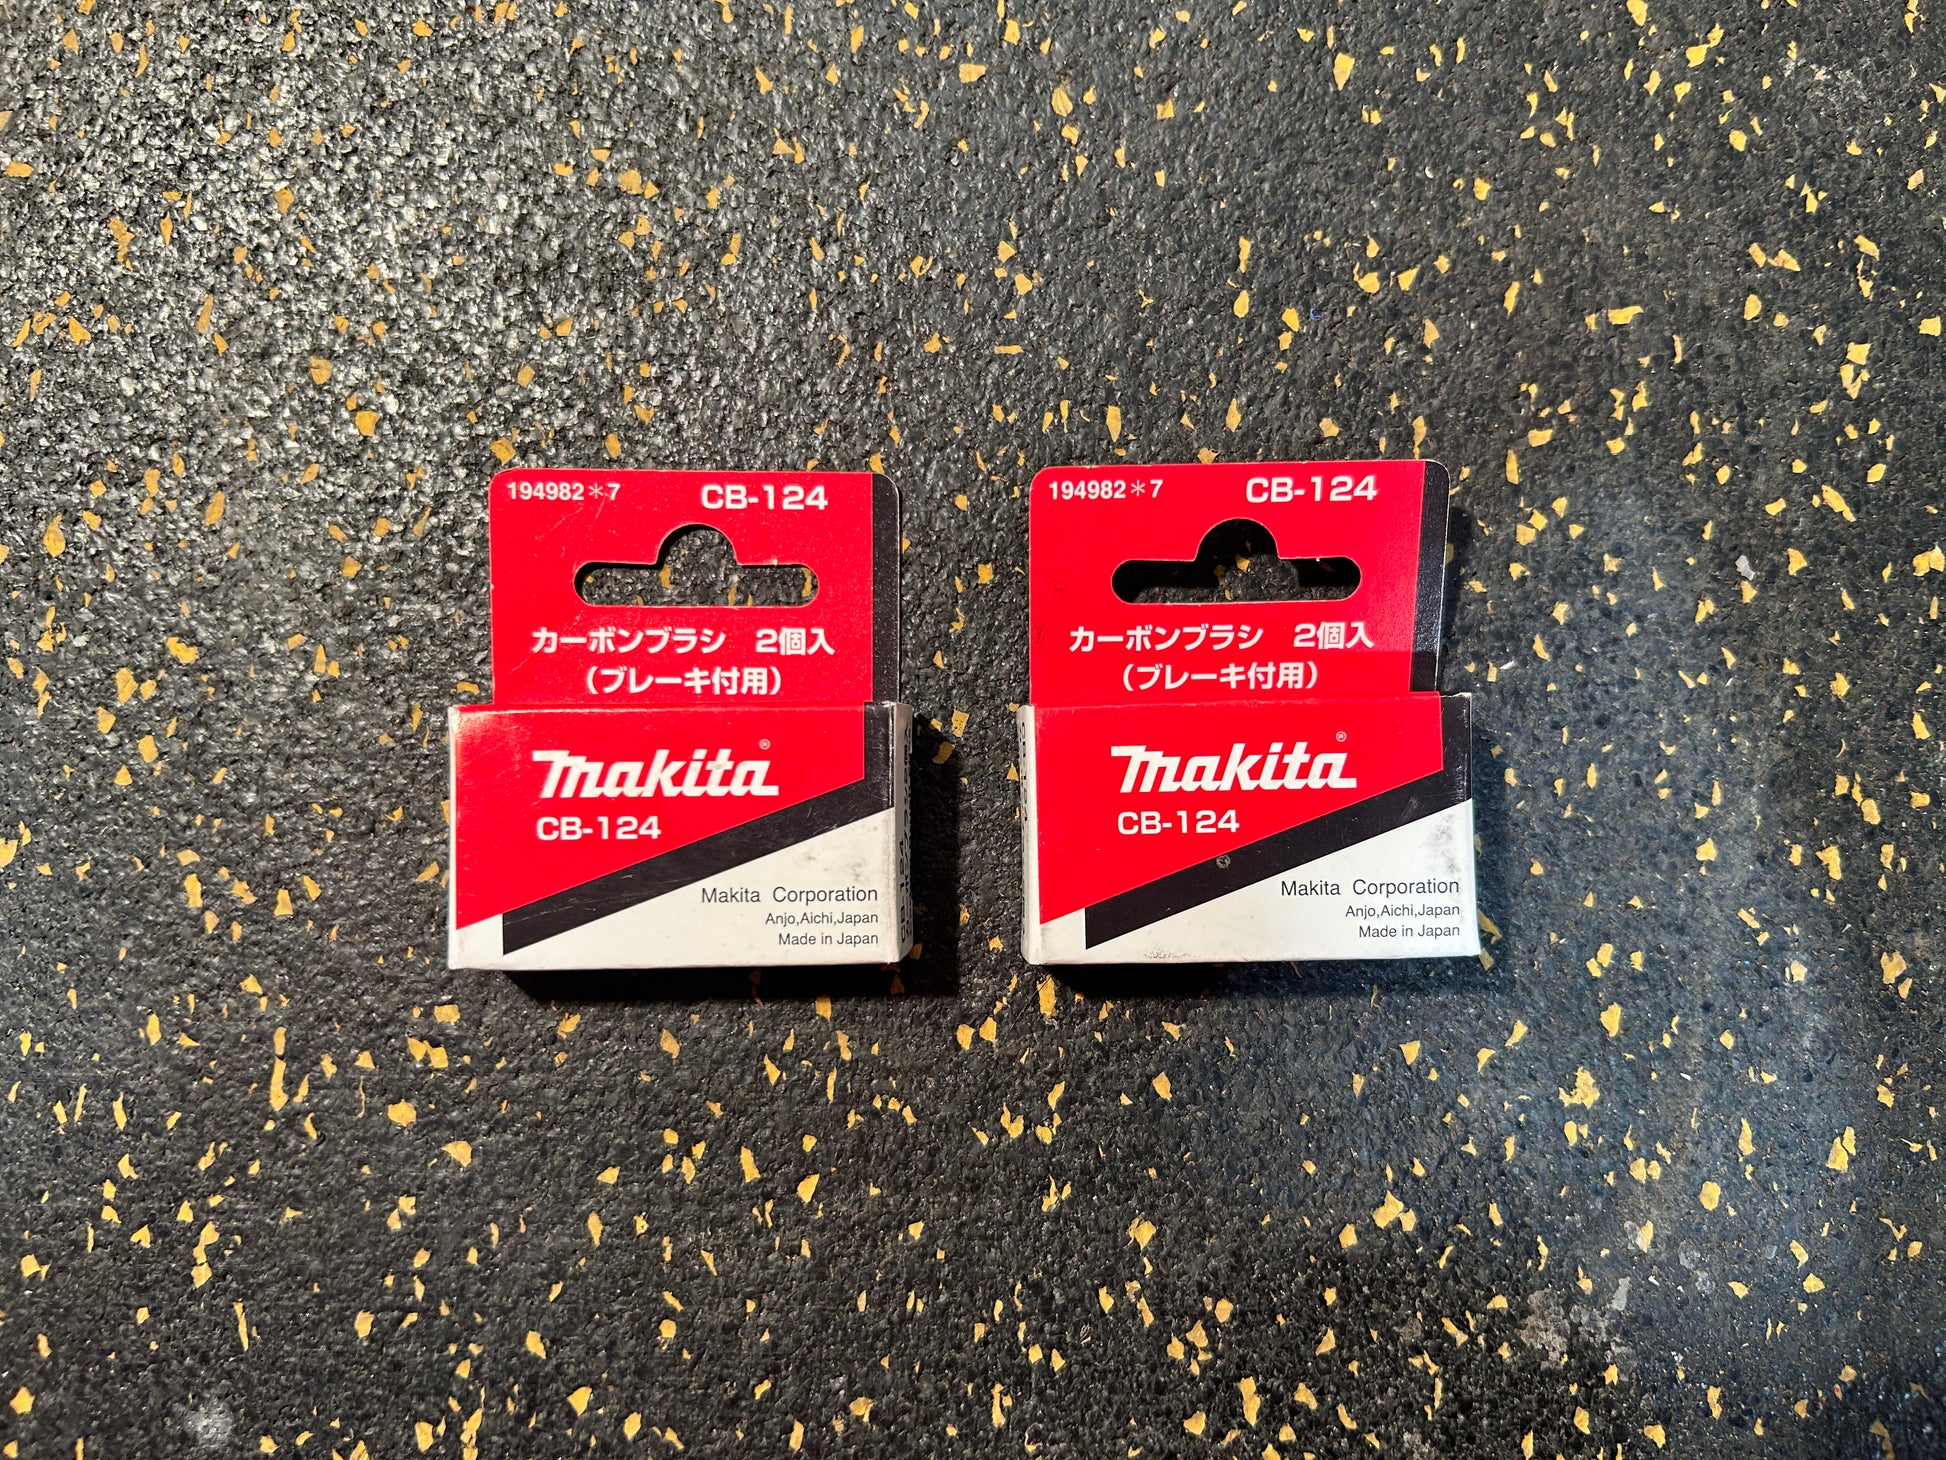 194982＊7 CB-124
カーボンブラシ 2個入
（ブレーキ付用）
makita®
CB-124
Makita Corporation
Anjo,Aichi,Japan
Made in Japan
194982＊7 CB-124
カーボンブラシ 2個入
（ブレーキ付用）
makita®
CB-124
Makita Corporation
Anjo,Aichi,Japan
Made in Japan